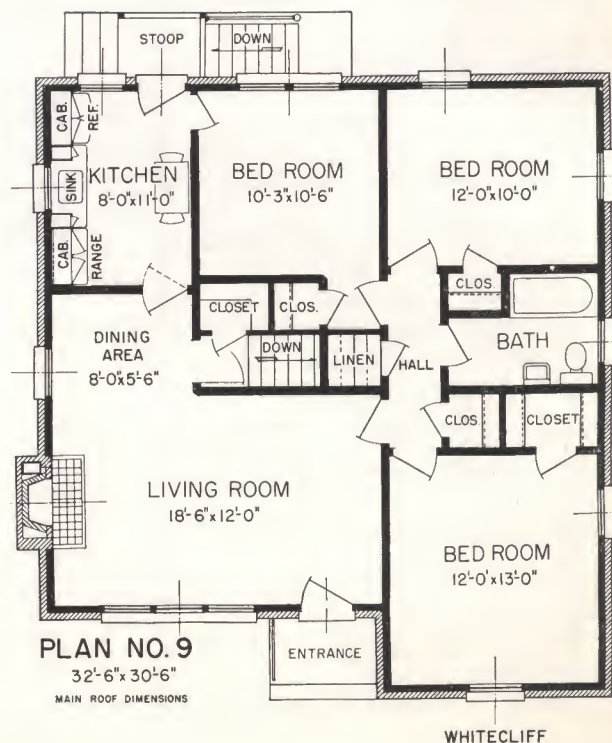 STOOP
DOWN
CAB.
REF.
SINK
KITCHEN
8'-0"x11'-0"
CAB.
RANGE
BED ROOM
10'-3"x10'-6"
BED ROOM
12'-0"x10'-0"
CLOSET
CLOS.
CLOS
DINING
AREA
8'-0"x5'-6"
DOWN
LINEN
HALL
BATH
CLOS.
CLOSET
LIVING ROOM
18'-6"x12'-0"
BED ROOM
12'-0"x13'-0"
ENTRANCE
PLAN NO. 9
32'-6"x30'-6"
MAIN ROOF DIMENSIONS
WHITECLIFF